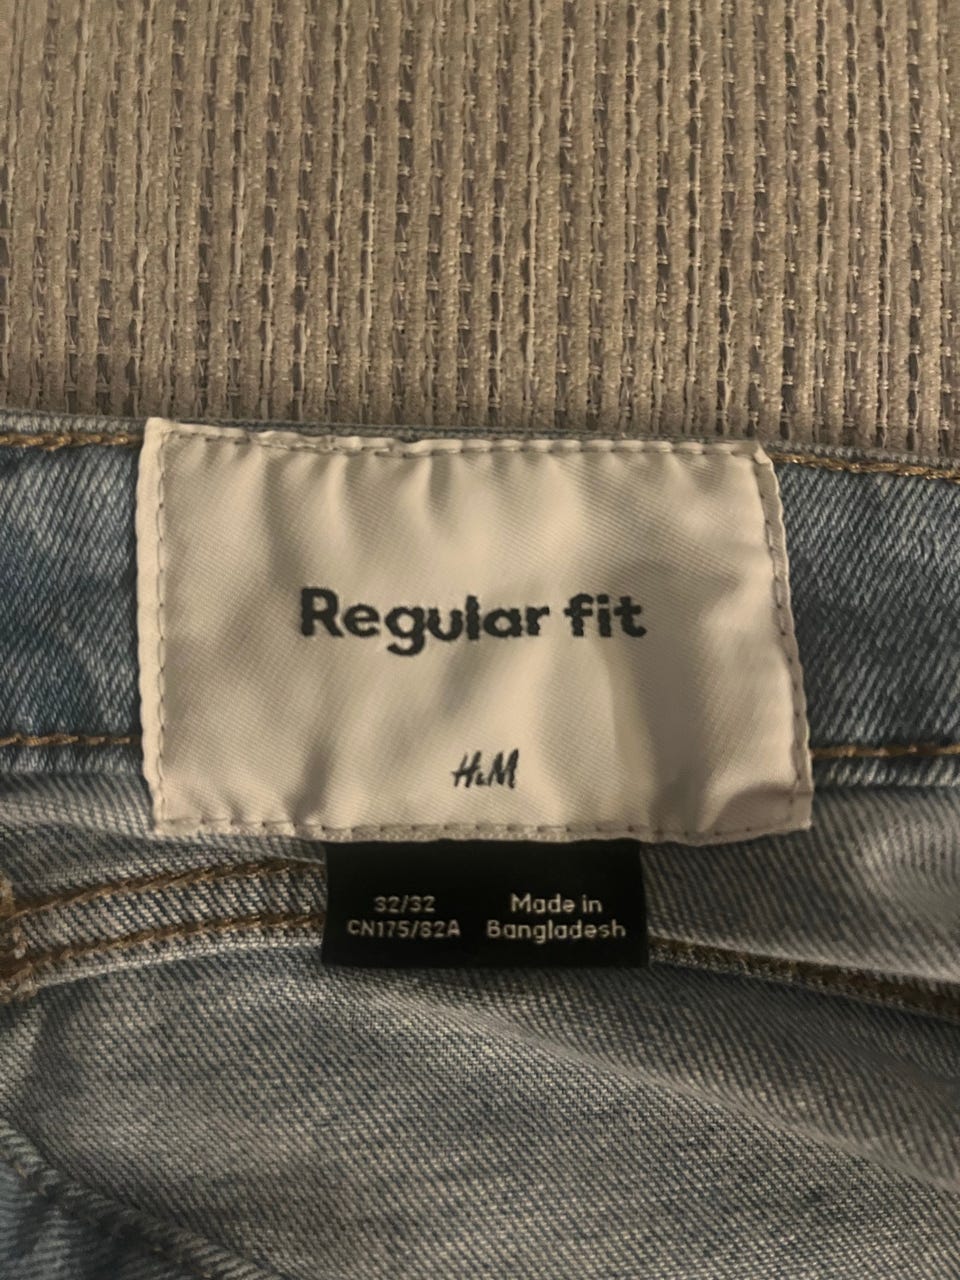 Regular fit
H&M
32/32
CN175/82A
Made in
Bangladesh